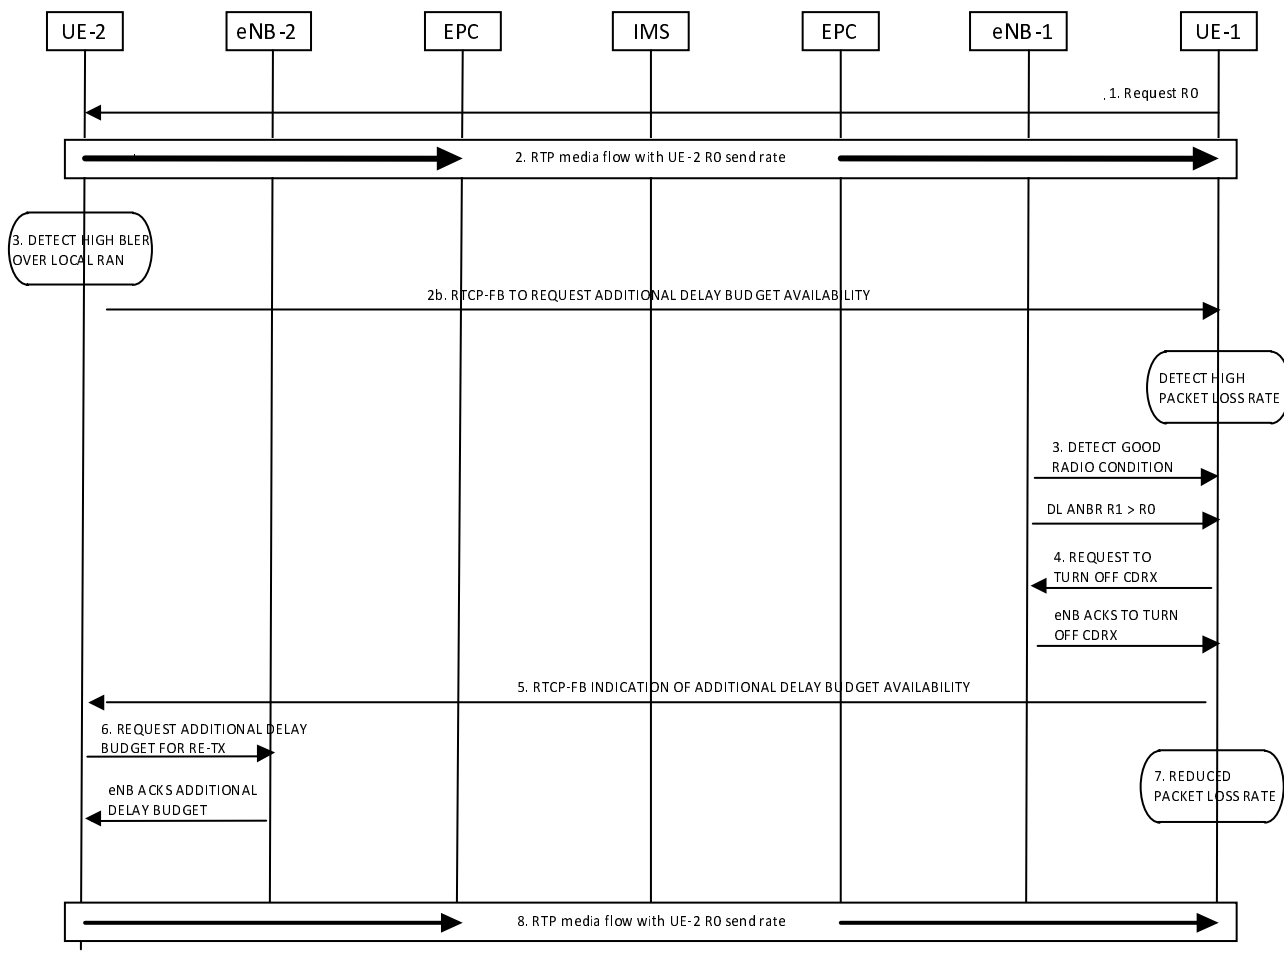 UE-2
eNB-2
EPC
IMS
EPC
eNB-1
UE-1
1. Request R0
2. RTP media flow with UE-2 R0 send rate
3. DETECT HIGH BLER
OVER LOCAL RAN
2b. RTCP-FB TO REQUEST ADDITIONAL DELAY BUDGET AVAILABILITY
DETECT HIGH
PACKET LOSS RATE
3. DETECT GOOD
RADIO CONDITION
DL ANBR R1 > R0
4. REQUEST TO
TURN OFF CDRX
eNB ACKS TO TURN
OFF CDRX
5. RTCP-FB INDICATION OF ADDITIONAL DELAY BUDGET AVAILABILITY
6. REQUEST ADDITIONAL DELAY
BUDGET FOR RE-TX
7. REDUCED
PACKET LOSS RATE
eNB ACKS ADDITIONAL
DELAY BUDGET
8. RTP media flow with UE-2 R0 send rate